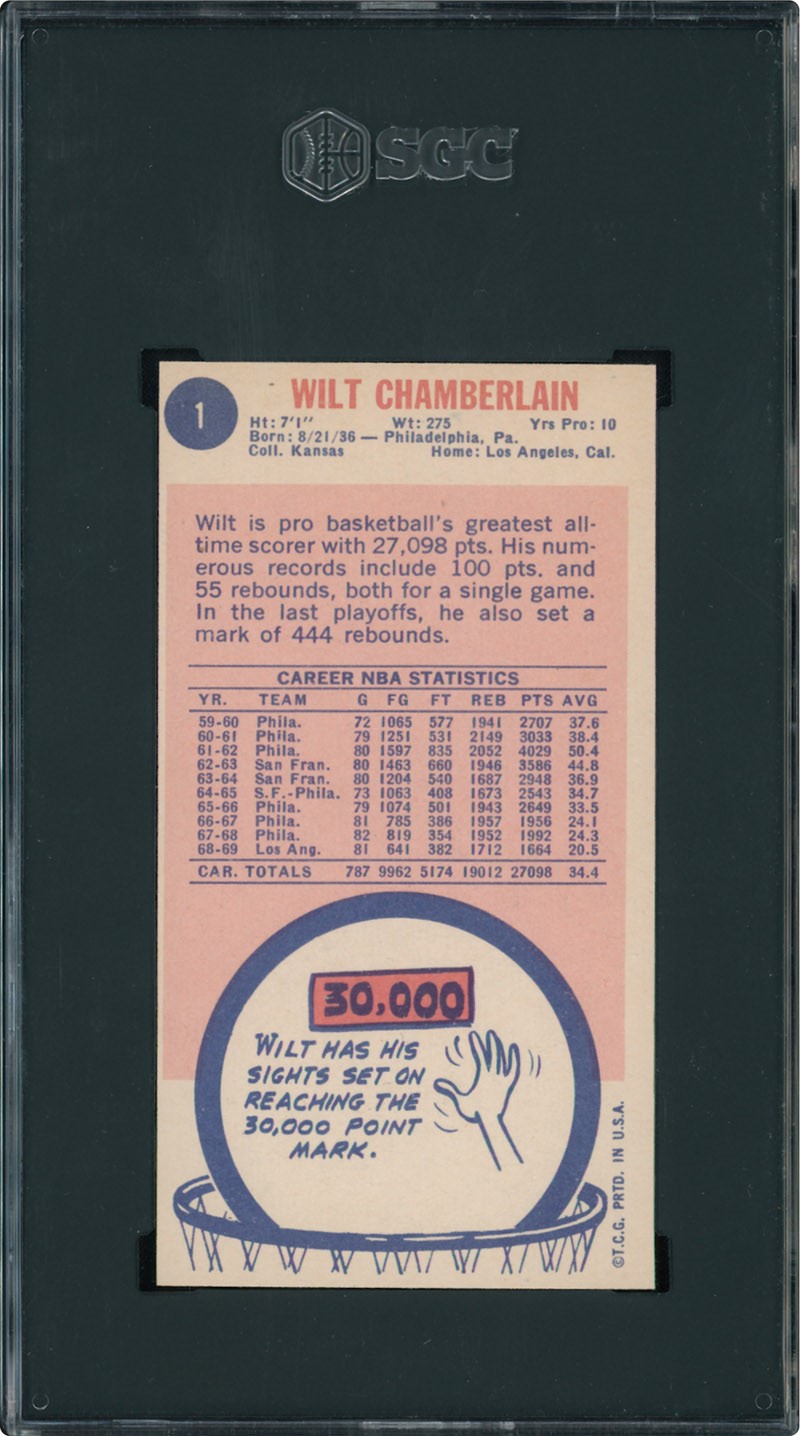 SGC
1
WILT CHAMBERLAIN
Ht: 7'1" Wt: 275 Yrs Pro: 10
Born: 8/21/36 — Philadelphia, Pa.
Coll. Kansas Home: Los Angeles, Cal.
Wilt is pro basketball's greatest all-
time scorer with 27,098 pts. His num-
erous records include 100 pts. and
55 rebounds, both for a single game.
In the last playoffs, he also set a
mark of 444 rebounds.
CAREER NBA STATISTICS
YR. TEAM G FG FT REB PTS AVG
59-60 Phila. 72 1065 577 1941 2707 37.6
60-61 Phila. 79 1251 531 2149 3033 38.4
61-62 Phila. 80 1597 835 2052 4029 50.4
62-63 San Fran. 80 1463 660 1946 3586 44.8
63-64 San Fran. 80 1204 540 1687 2948 36.9
64-65 S.F.-Phila. 73 1063 408 1673 2543 34.7
65-66 Phila. 79 1074 501 1943 2649 33.5
66-67 Phila. 81 785 386 1957 1956 24.1
67-68 Phila. 82 819 354 1952 1992 24.3
68-69 Los Ang. 81 641 382 1712 1664 20.5
CAR. TOTALS 787 9962 5174 19012 27098 34.4
30,000
WILT HAS HIS
SIGHTS SET ON
REACHING THE
30,000 POINT
MARK.
©T.C.G. PRTD. IN U.S.A.